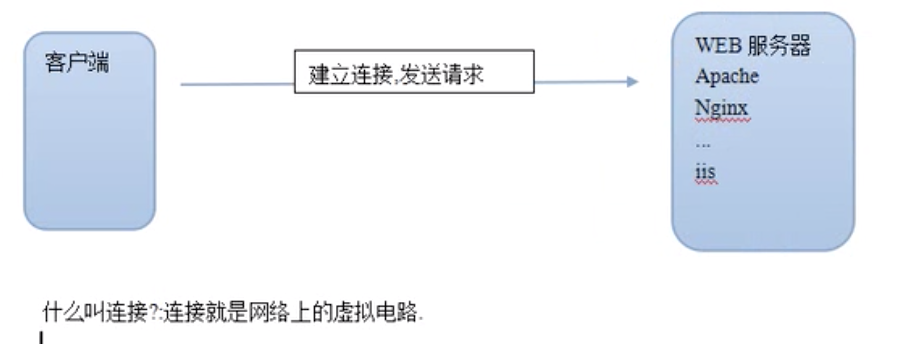 客户端
建立连接,发送请求
WEB 服务器
Apache
Nginx
...
iis
什么叫连接?:连接就是网络上的虚拟电路.